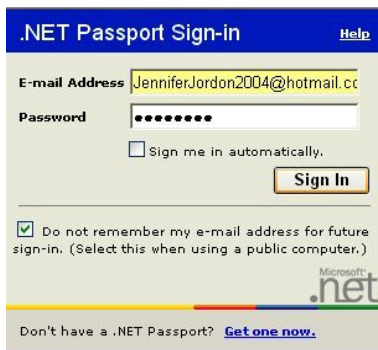 .NET Passport Sign-in Help
E-mail Address JenniferJordon2004@hotmail.cc
Password ●●●●●●●●
Sign me in automatically.
Sign In
Do not remember my e-mail address for future
sign-in. (Select this when using a public computer.)
Microsoft
.net
Don't have a .NET Passport? Get one now.